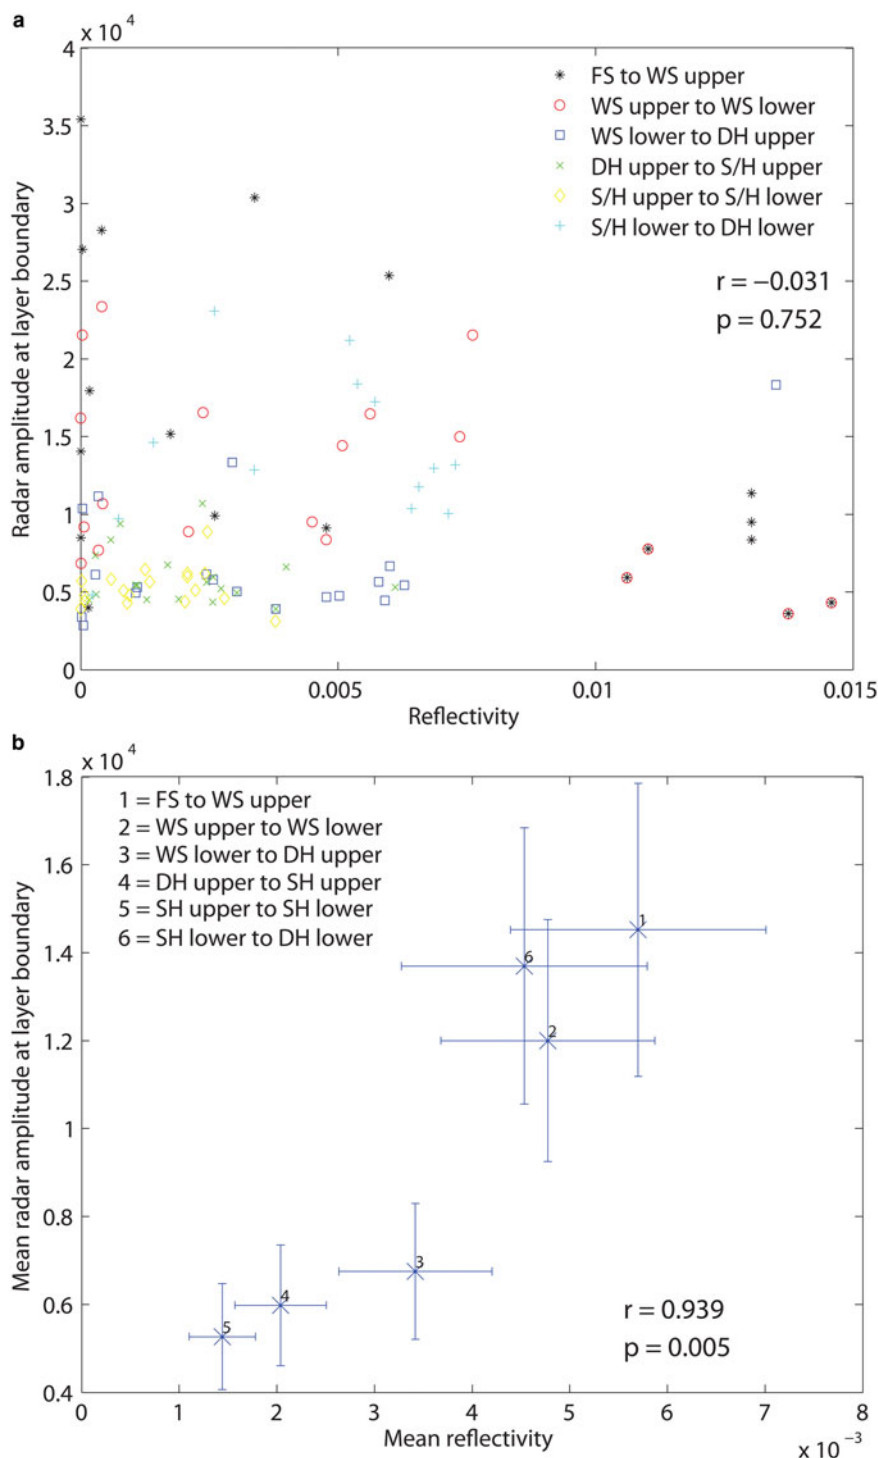 a
x 10 4
4
3.5
3
2.5
2
1.5
1
0.5
0
Radar amplitude at layer boundary
FS to WS upper
WS upper to WS lower
WS lower to DH upper
DH upper to S/H upper
S/H upper to S/H lower
S/H lower to DH lower
r = −0.031
p = 0.752
0 0.005 0.01 0.015
Reflectivity
b
x 10 4
1.8
1.6
1.4
1.2
1
0.6
0.6
0.4
Mean radar amplitude at layer boundary
1 = FS to WS upper
2 = WS upper to WS lower
3 = WS lower to DH upper
4 = DH upper to SH upper
5 = SH upper to SH lower
6 = SH lower to DH lower
1
6
2
3
4
5
r = 0.939
p = 0.005
0 1 2 3 4 5 6 7 8
Mean reflectivity
x 10 −3